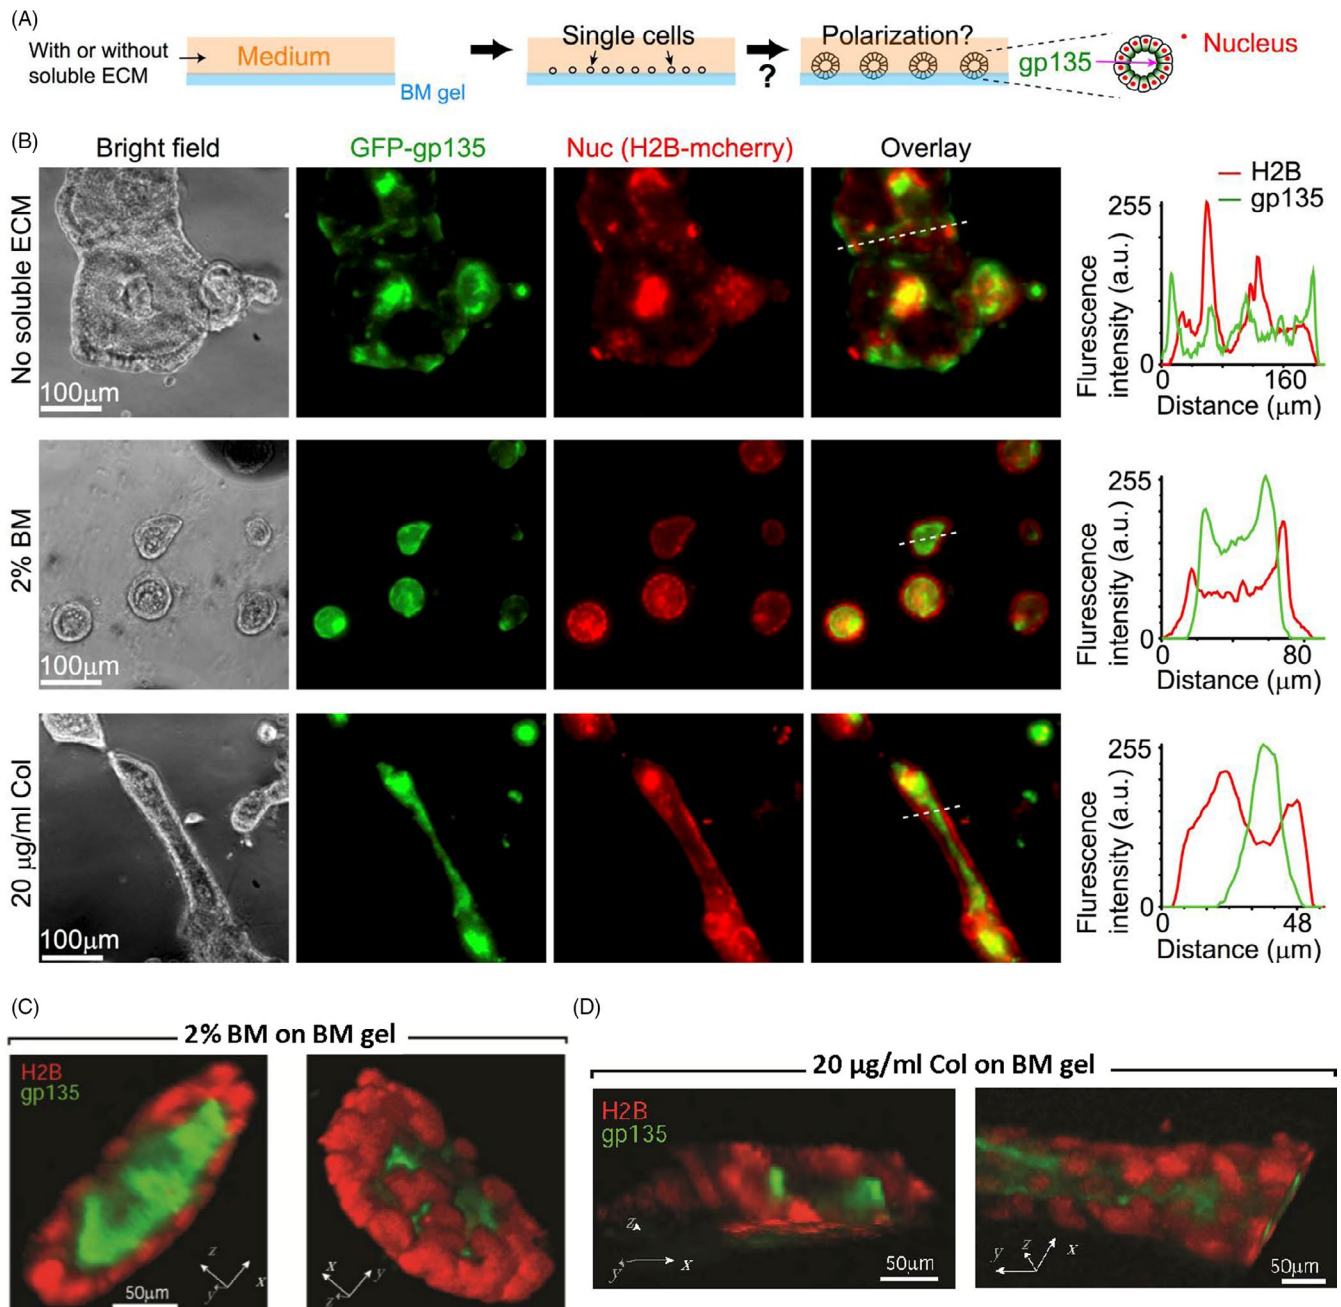 (A)
With or without
soluble ECM
Medium
BM gel
Single cells
?
Polarization?
gp135
Nucleus
(B)
Bright field
GFP-gp135
Nuc (H2B-mcherry)
Overlay
No soluble ECM
100μm
H2B
gp135
255
0
160
Flurescence
intensity (a.u.)
Distance (μm)
2% BM
100μm
255
0
0
80
Flurescence
intensity (a.u.)
Distance (μm)
20 μg/ml Col
100μm
255
0
0
48
Flurescence
intensity (a.u.)
Distance (μm)
(C)
2% BM on BM gel
H2B
gp135
z
y
x
50μm
x
y
z
(D)
20 μg/ml Col on BM gel
H2B
gp135
z
y
x
50μm
y
z
x
50μm